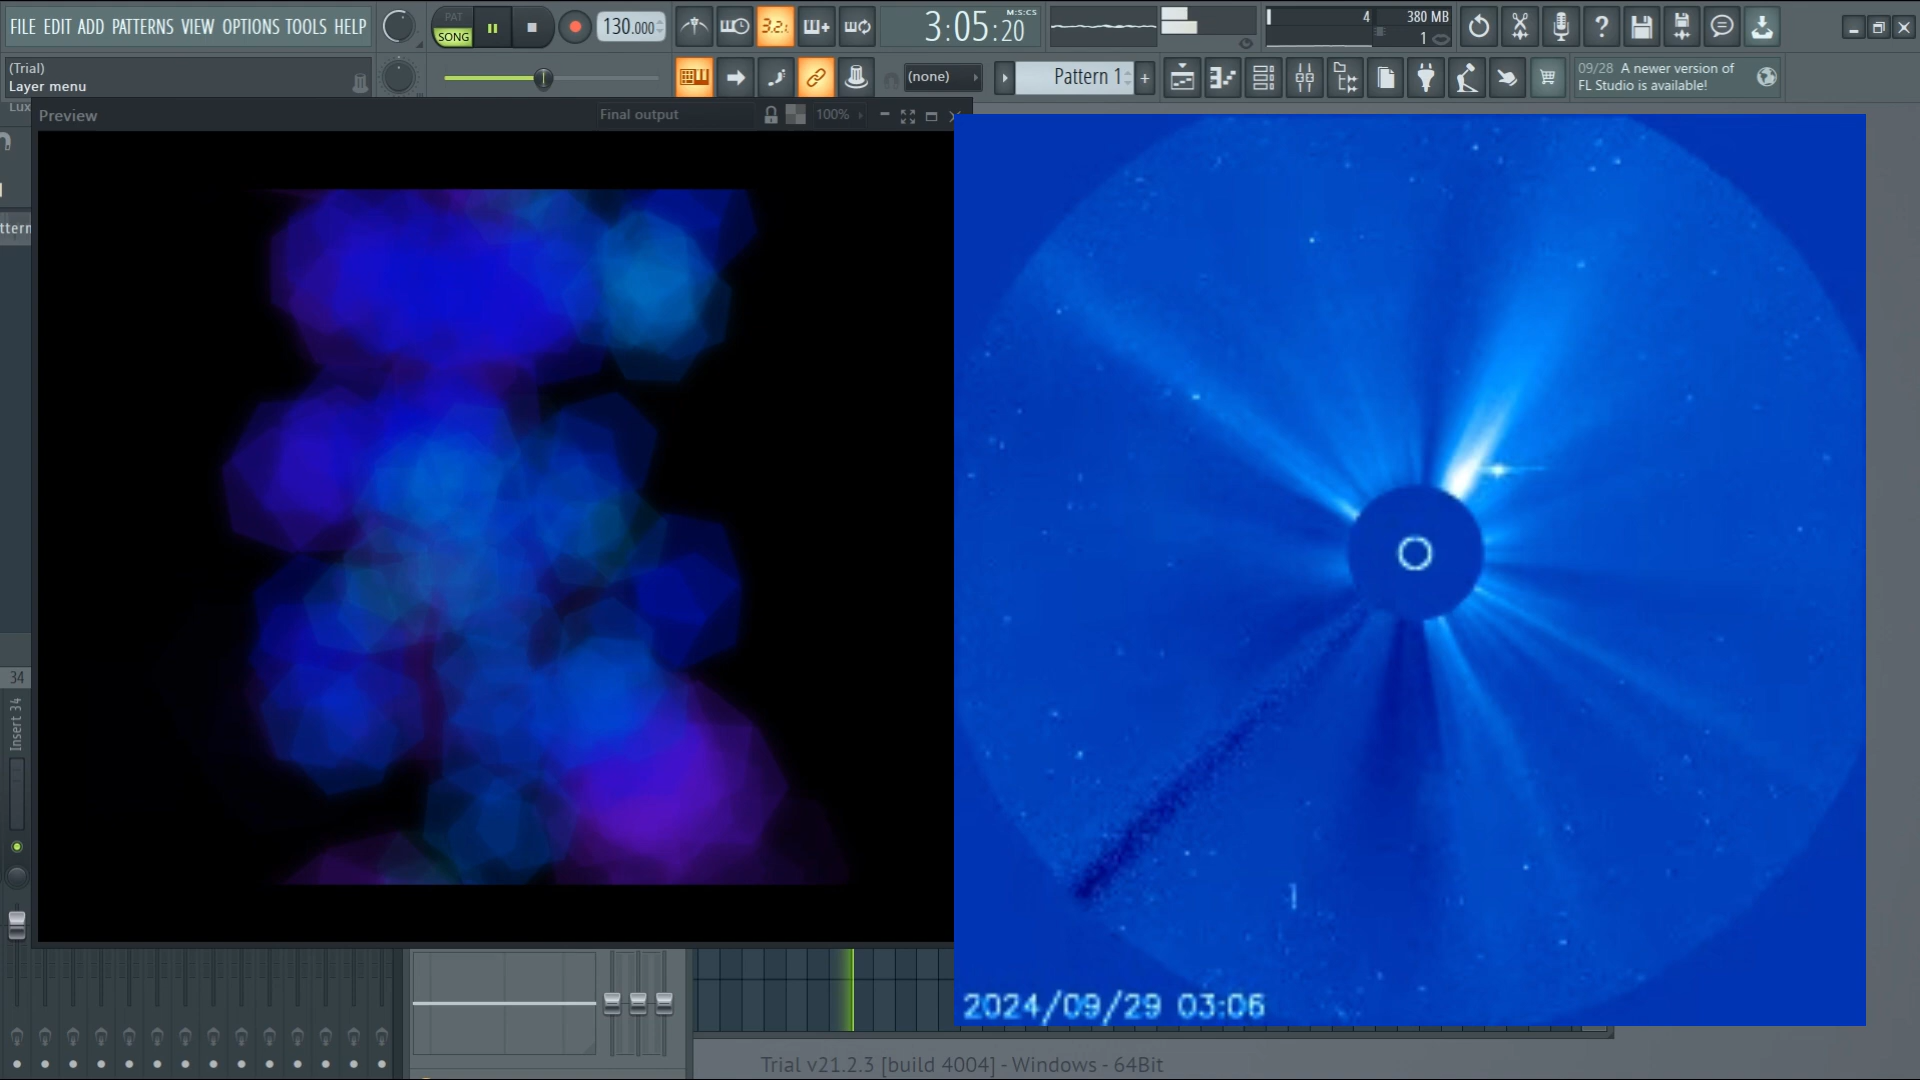 FILE EDIT ADD PATTERNS VIEW OPTIONS TOOLS HELP
PAT
SONG
130.000
3:05:20
M:S:CS
4
380 MB
1
(Trial)
Layer menu
(none)
Pattern 1
09/28 A newer version of
FL Studio is available!
Lux
Preview
Final output
100%
ttern
34
Insert 34
2024/09/29 03:06
Trial v21.2.3 [build 4004] - Windows - 64Bit